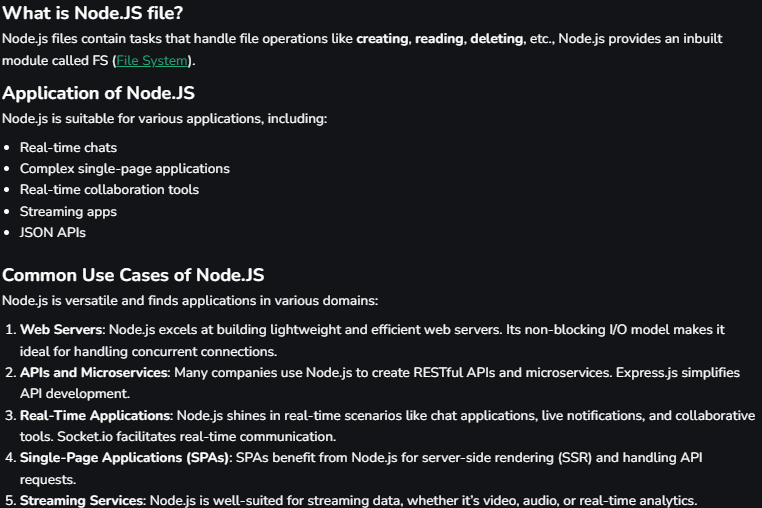 What is Node.JS file?
Node.js files contain tasks that handle file operations like creating, reading, deleting, etc., Node.js provides an inbuilt
module called FS (File System).
Application of Node.JS
Node.js is suitable for various applications, including:
• Real-time chats
• Complex single-page applications
• Real-time collaboration tools
• Streaming apps
• JSON APIs
Common Use Cases of Node.JS
Node.js is versatile and finds applications in various domains:
1. Web Servers: Node.js excels at building lightweight and efficient web servers. Its non-blocking I/O model makes it
ideal for handling concurrent connections.
2. APIs and Microservices: Many companies use Node.js to create RESTful APIs and microservices. Express.js simplifies
API development.
3. Real-Time Applications: Node.js shines in real-time scenarios like chat applications, live notifications, and collaborative
tools. Socket.io facilitates real-time communication.
4. Single-Page Applications (SPAs): SPAs benefit from Node.js for server-side rendering (SSR) and handling API
requests.
5. Streaming Services: Node.js is well-suited for streaming data, whether it's video, audio, or real-time analytics.